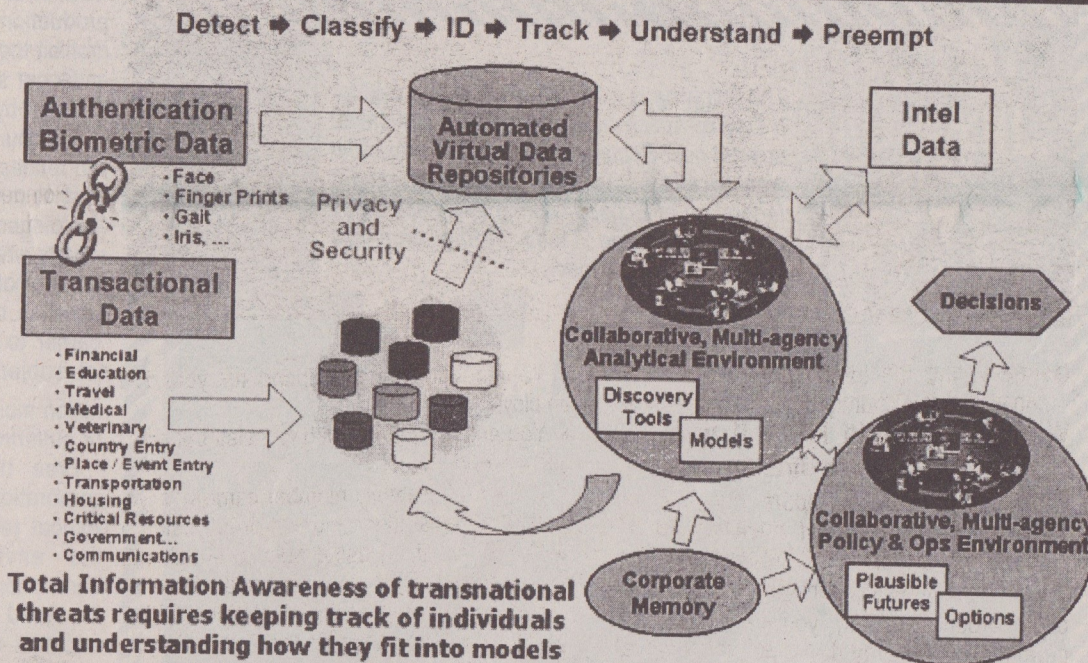 Detect ➡ Classify ➡ ID ➡ Track ➡ Understand ➡ Preempt
Authentication
Biometric Data
• Face
• Finger Prints
• Gait
• Iris, ...
Transactional
Data
• Financial
• Education
• Travel
• Medical
• Veterinary
• Country Entry
• Place / Event Entry
• Transportation
• Housing
• Critical Resources
• Government...
• Communications
Automated
Virtual Data
Repositories
Privacy
and
Security
Intel
Data
Collaborative, Multi-agency
Analytical Environment
Discovery
Tools
Models
Decisions
Collaborative, Multi-agency
Policy & Ops Environment
Plausible
Futures
Options
Corporate
Memory
Total Information Awareness of transnational
threats requires keeping track of individuals
and understanding how they fit into models